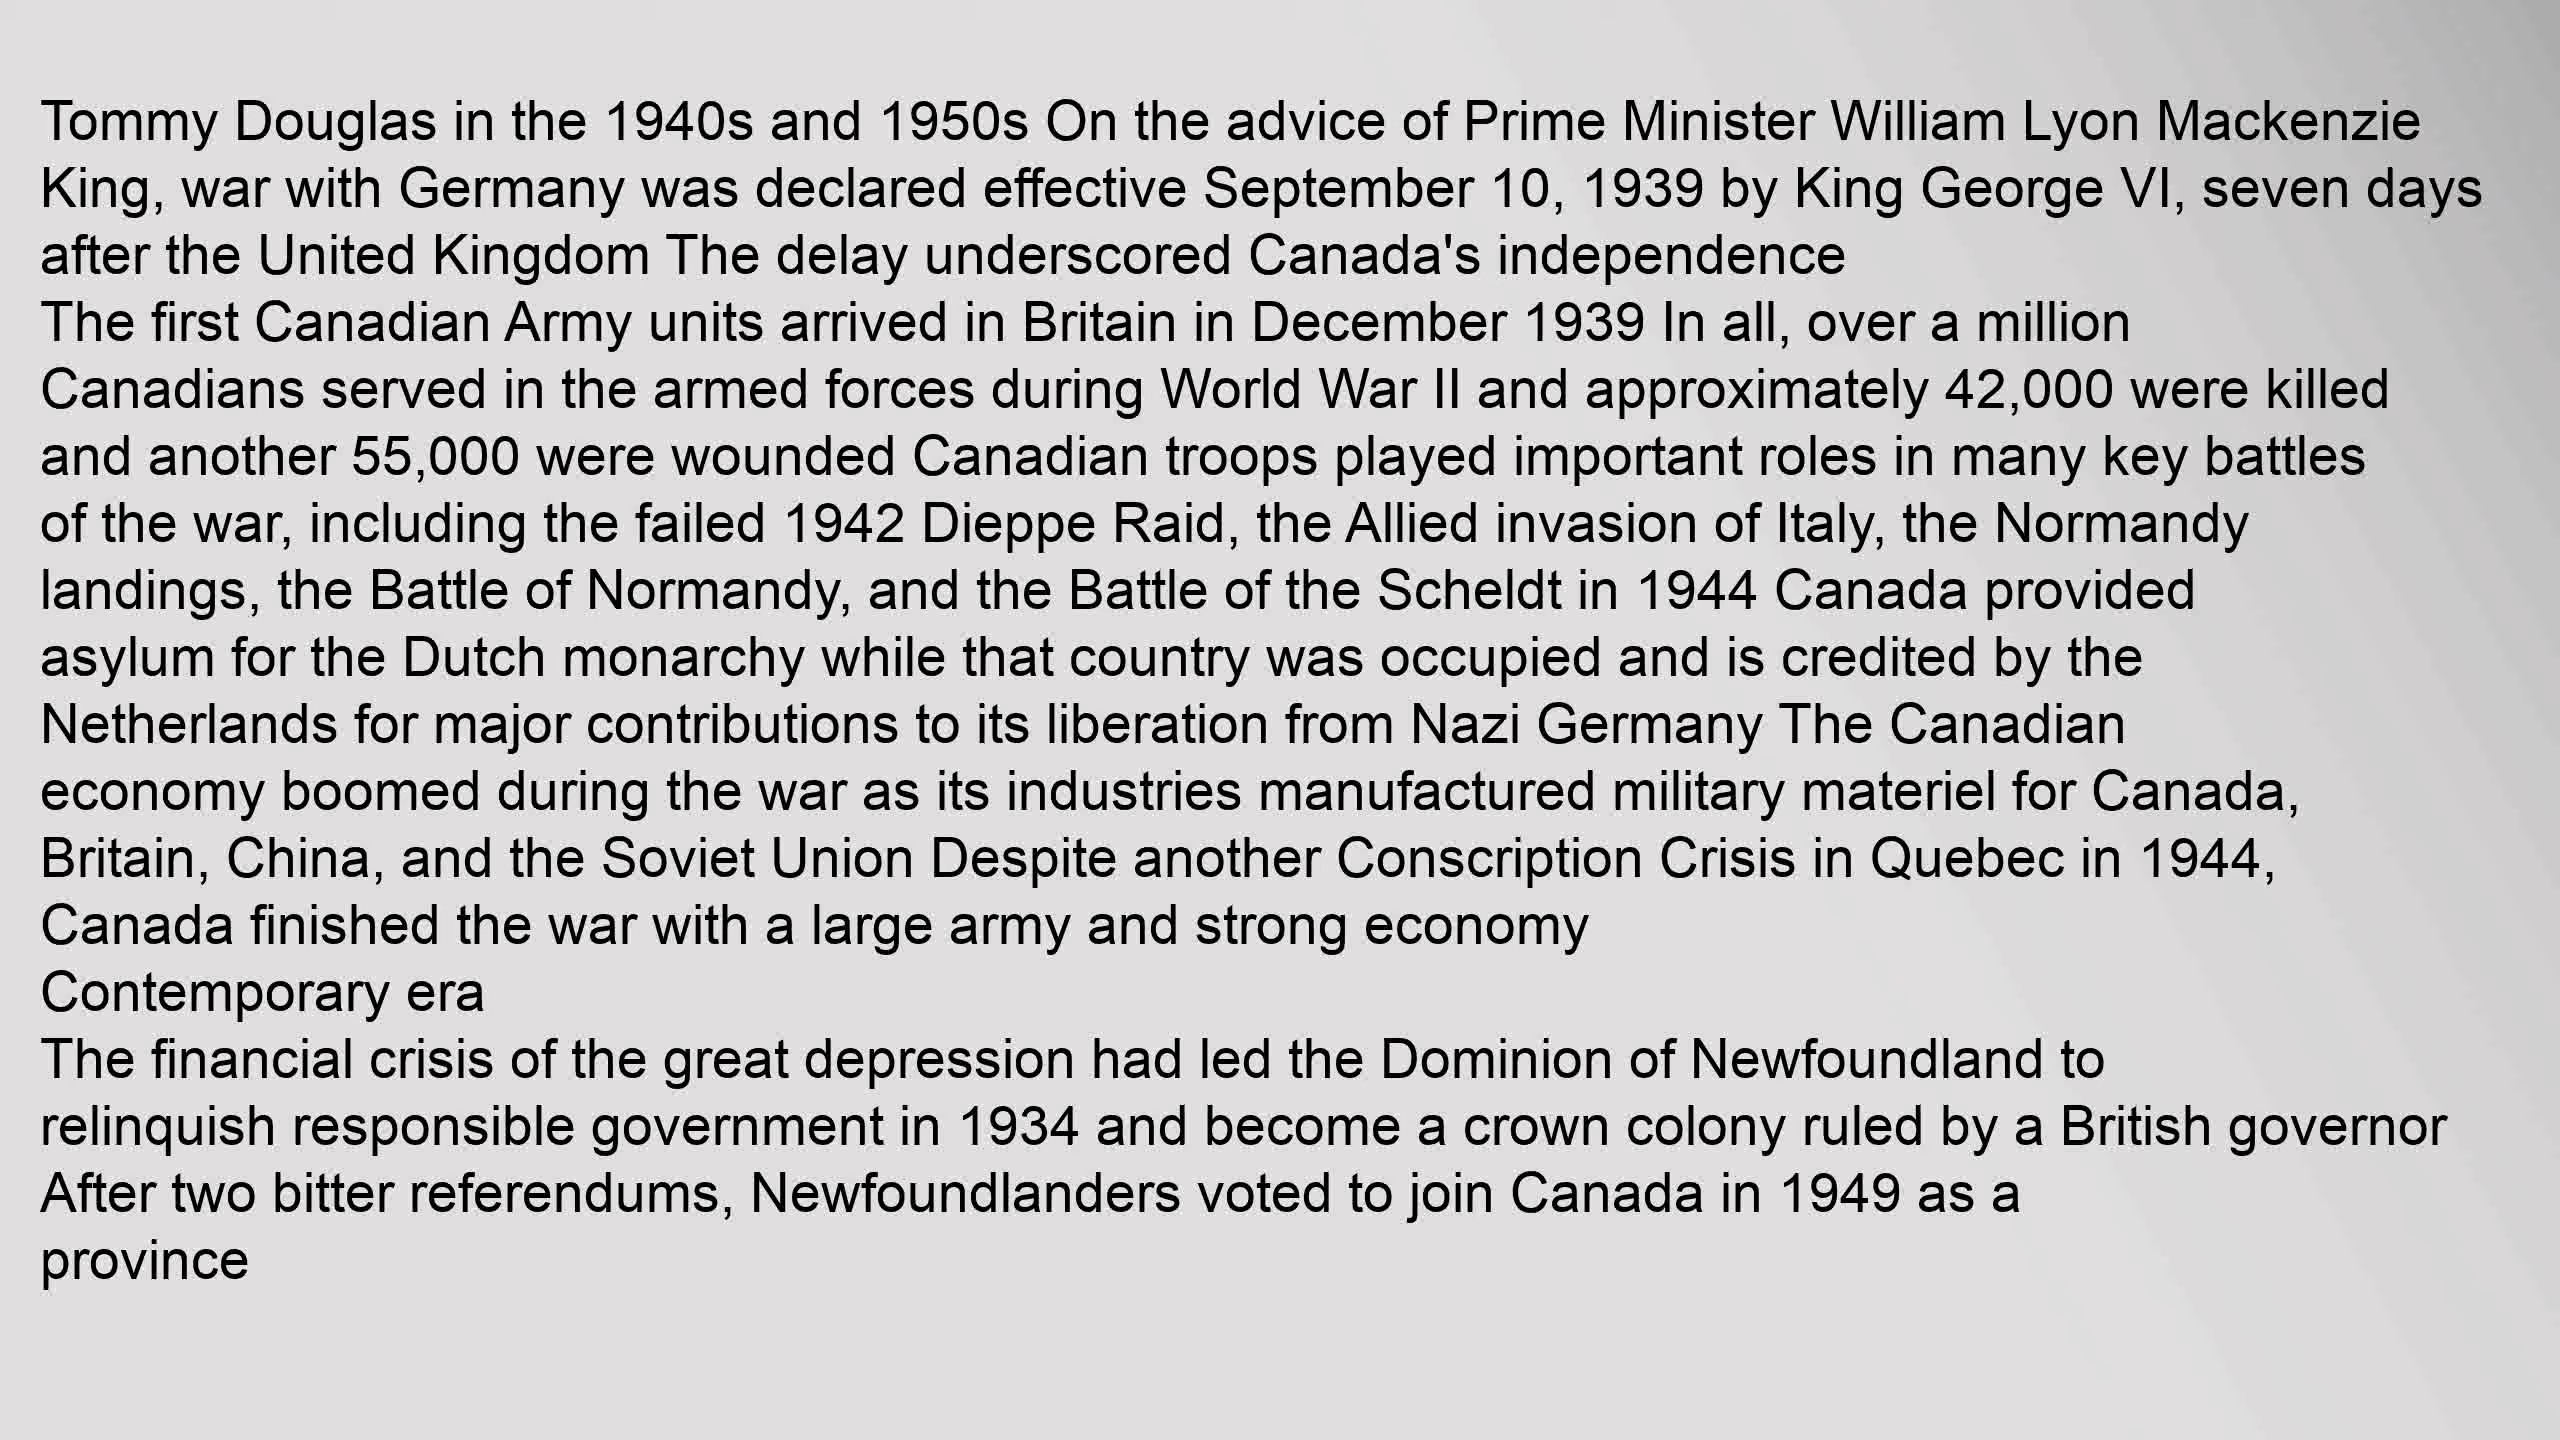 Tommy Douglas in the 1940s and 1950s On the advice of Prime Minister William Lyon Mackenzie
King, war with Germany was declared effective September 10, 1939 by King George VI, seven days
after the United Kingdom The delay underscored Canada's independence
The first Canadian Army units arrived in Britain in December 1939 In all, over a million
Canadians served in the armed forces during World War II and approximately 42,000 were killed
and another 55,000 were wounded Canadian troops played important roles in many key battles
of the war, including the failed 1942 Dieppe Raid, the Allied invasion of Italy, the Normandy
landings, the Battle of Normandy, and the Battle of the Scheldt in 1944 Canada provided
asylum for the Dutch monarchy while that country was occupied and is credited by the
Netherlands for major contributions to its liberation from Nazi Germany The Canadian
economy boomed during the war as its industries manufactured military materiel for Canada,
Britain, China, and the Soviet Union Despite another Conscription Crisis in Quebec in 1944,
Canada finished the war with a large army and strong economy
Contemporary era
The financial crisis of the great depression had led the Dominion of Newfoundland to
relinquish responsible government in 1934 and become a crown colony ruled by a British governor
After two bitter referendums, Newfoundlanders voted to join Canada in 1949 as a
province